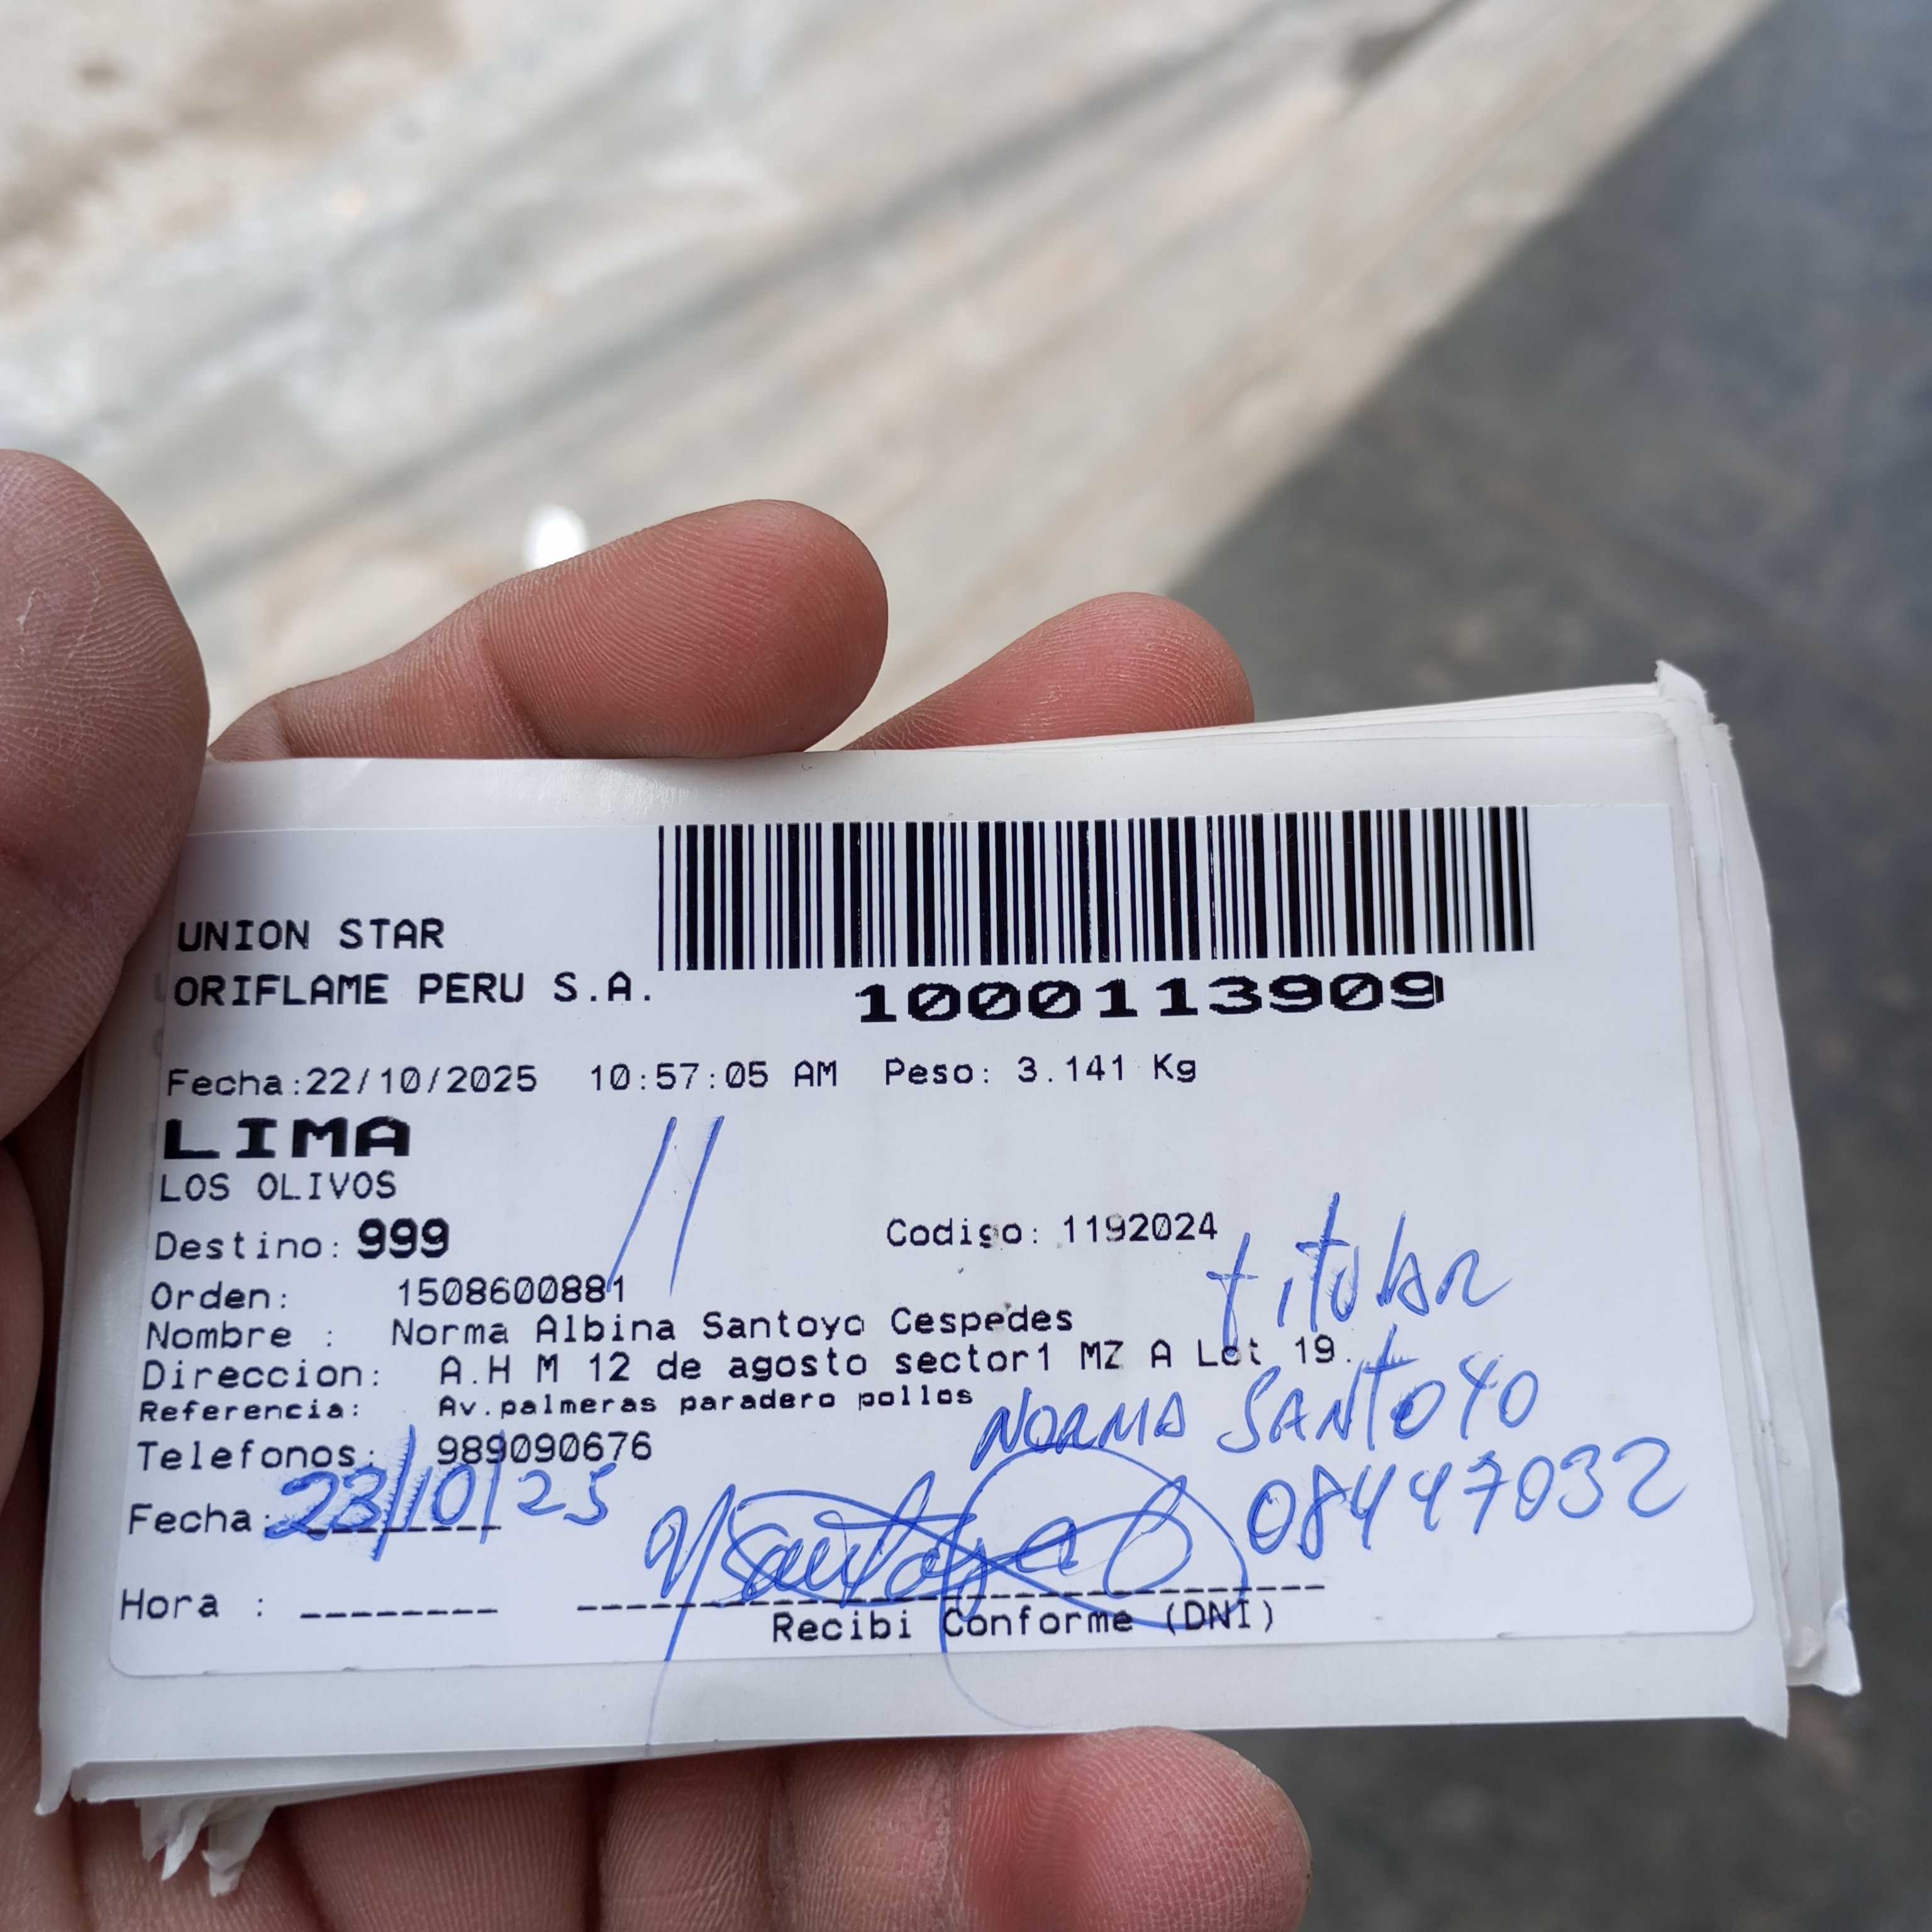 UNION STAR
ORIFLAME PERU S.A.
1000113909
Fecha:22/10/2025 10:57:05 AM Peso: 3.141 Kg
LIMA
LOS OLIVOS
Destino: 999
Codigo: 1192024
titular
Orden: 1508600881
Nombre : Norma Albina Santoyo Cespedes
Direccion: A.H M 12 de agosto sector1 MZ A Lot 19.
Referencia: Av.palmeras paradero pollos
NORMA SANTOYO
Telefonos: 989090676
08447032
Fecha: 23/10/25
Hora :
Recibi Conforme (DNI)